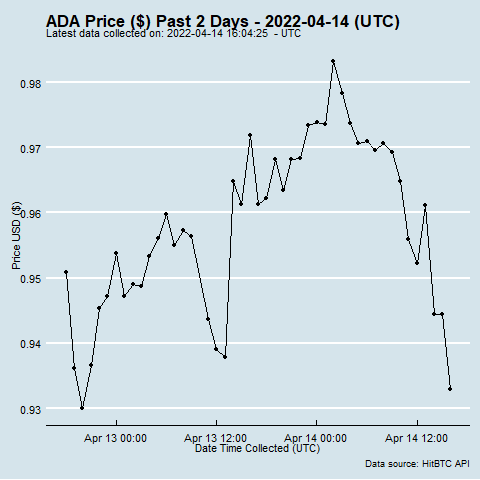 ADA Price ($) Past 2 Days - 2022-04-14 (UTC)
Latest data collected on: 2022-04-14 16:04:25  - UTC
0.98
0.97
0.96
0.95
0.94
0.93
Price USD ($)
Apr 13 00:00 Apr 13 12:00 Apr 14 00:00 Apr 14 12:00
Date Time Collected (UTC)
Data source: HitBTC API